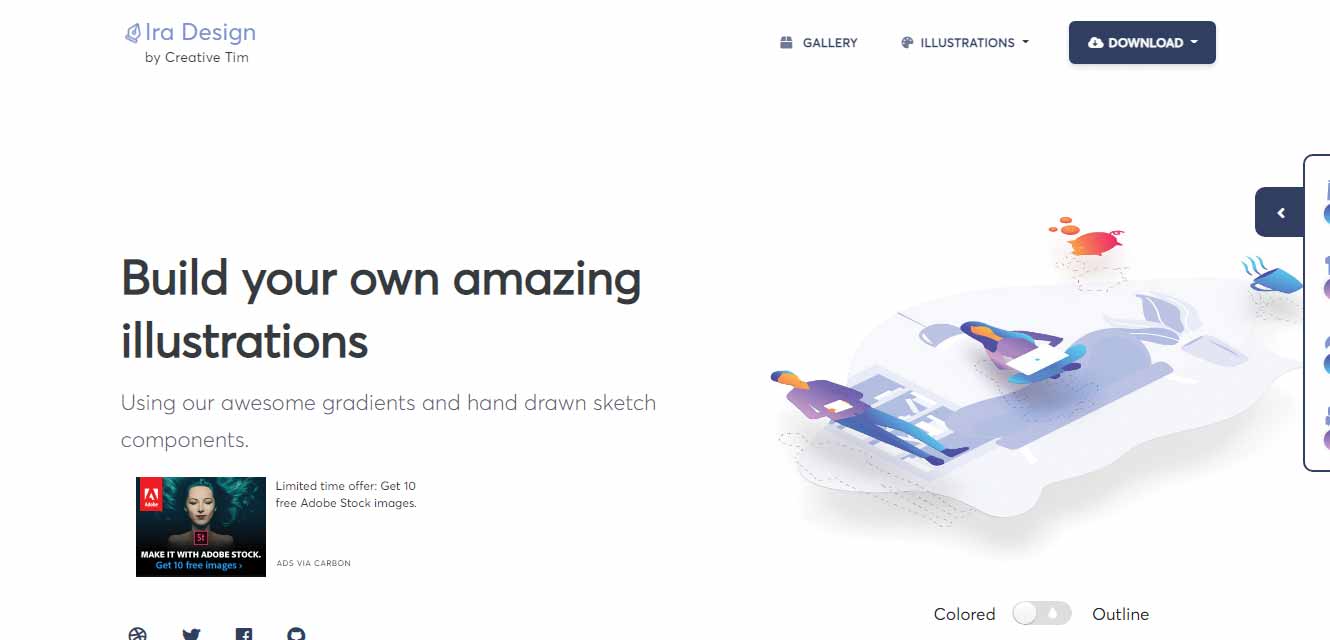 Ira Design
by Creative Tim
GALLERY
ILLUSTRATIONS
DOWNLOAD
Build your own amazing
illustrations
Using our awesome gradients and hand drawn sketch
components.
Adobe
St
MAKE IT WITH ADOBE STOCK.
Get 10 free images ›
Limited time offer: Get 10
free Adobe Stock images.
ADS VIA CARBON
Colored
Outline